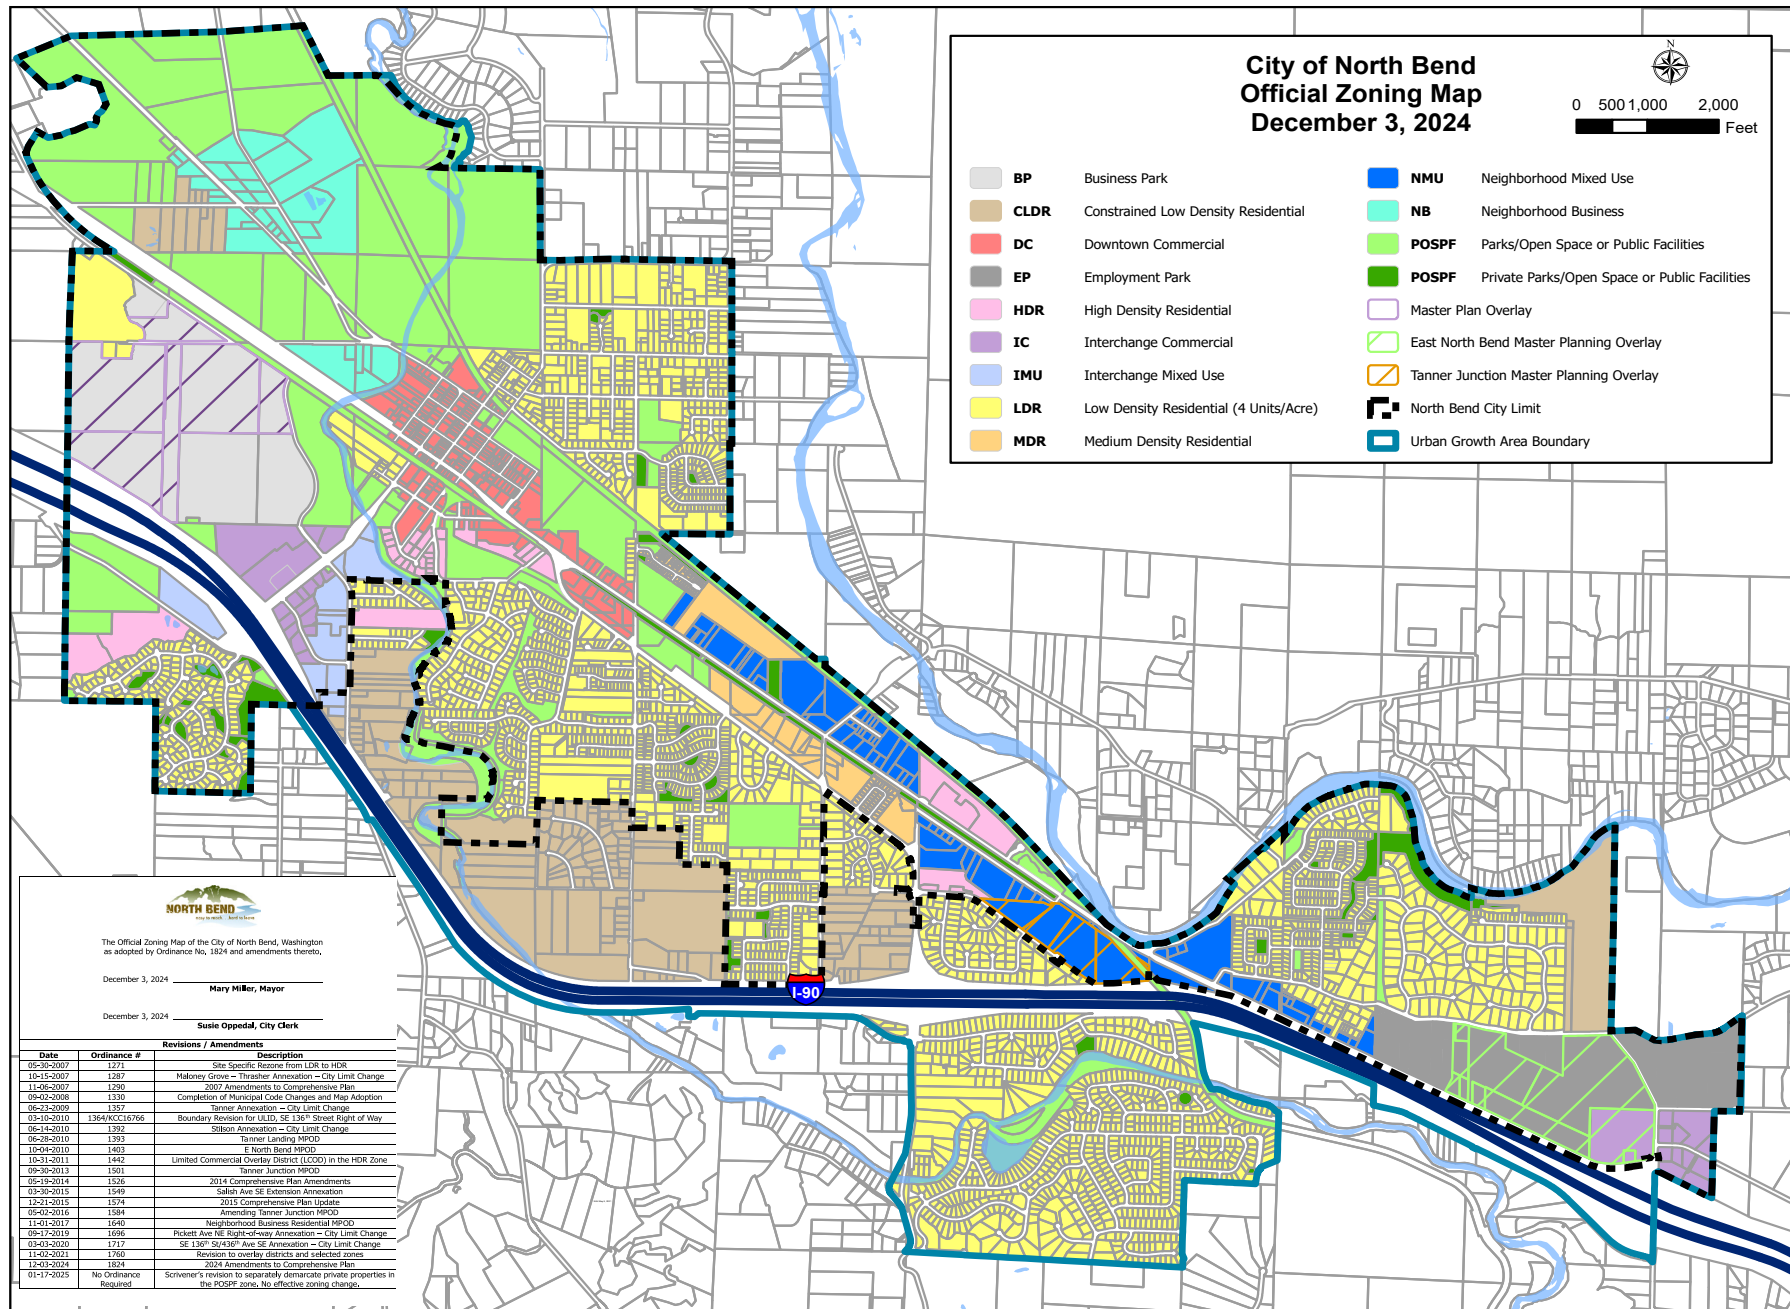 City of North Bend
Official Zoning Map
December 3, 2024
N
0 500 1,000 2,000
Feet
BP Business Park
CLDR Constrained Low Density Residential
DC Downtown Commercial
EP Employment Park
HDR High Density Residential
IC Interchange Commercial
IMU Interchange Mixed Use
LDR Low Density Residential (4 Units/Acre)
MDR Medium Density Residential
NMU Neighborhood Mixed Use
NB Neighborhood Business
POSPF Parks/Open Space or Public Facilities
POSPF Private Parks/Open Space or Public Facilities
Master Plan Overlay
East North Bend Master Planning Overlay
Tanner Junction Master Planning Overlay
North Bend City Limit
Urban Growth Area Boundary
I-90
NORTH BEND
The Official Zoning Map of the City of North Bend, Washington
as adopted by Ordinance No. 1824 and amendments thereto.
December 3, 2024
Mary Miller, Mayor
December 3, 2024
Susie Oppedal, City Clerk
Revisions / Amendments
Date Ordinance # Description
05-30-2007 1271 Site Specific Rezone from LDR to HDR
10-15-2007 1287 Maloney Grove – Thrasher Annexation – City Limit Change
11-06-2007 1290 2007 Amendments to Comprehensive Plan
09-02-2008 1330 Completion of Municipal Code Changes and Map Adoption
06-23-2009 1357 Tanner Annexation – City Limit Change
03-10-2010 1364/KCC16766 Boundary Revision for ULID, SE 136th Street Right of Way
06-14-2010 1392 Stilson Annexation – City Limit Change
06-28-2010 1393 Tanner Landing MPOD
10-04-2010 1403 E North Bend MPOD
10-31-2011 1442 Limited Commercial Overlay District (LCOD) in the HDR Zone
09-30-2013 1501 Tanner Junction MPOD
05-19-2014 1526 2014 Comprehensive Plan Amendments
03-30-2015 1549 Salish Ave SE Extension Annexation
12-21-2015 1574 2015 Comprehensive Plan Update
05-02-2016 1584 Amending Tanner Junction MPOD
11-01-2017 1640 Neighborhood Business Residential MPOD
09-17-2019 1696 Pickett Ave NE Right-of-way Annexation – City Limit Change
03-03-2020 1717 SE 136th St/436th Ave SE Annexation – City Limit Change
11-02-2021 1760 Revision to overlay districts and selected zones
12-03-2024 1824 2024 Amendments to Comprehensive Plan
01-17-2025 No Ordinance Required Scrivener's revision to separately demarcate private properties in
the POSPF zone. No effective zoning change.